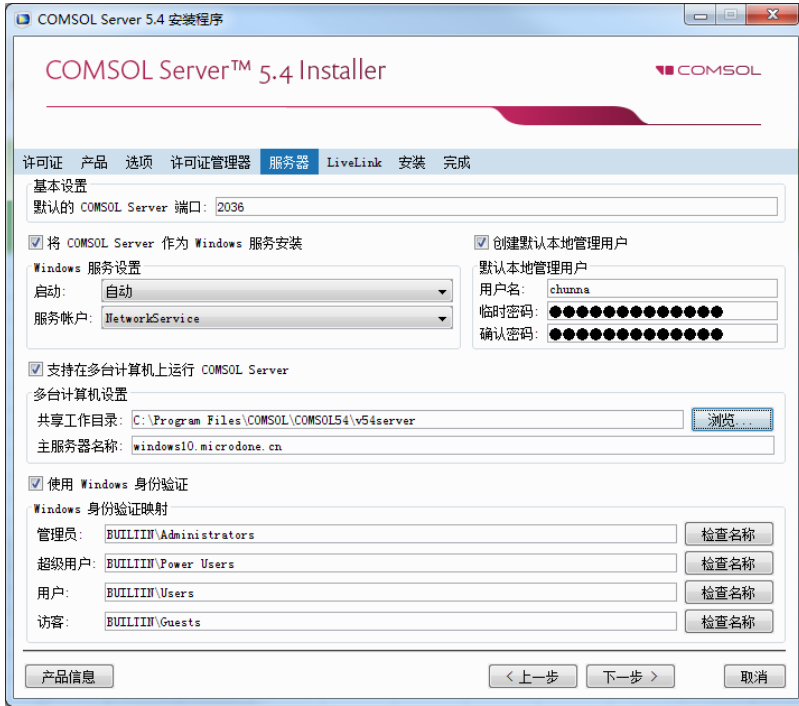 COMSOL Server 5.4 安装程序
COMSOL Server™ 5.4 Installer
COMSOL
许可证 产品 选项 许可证管理器 服务器 LiveLink 安装 完成
基本设置
默认的 COMSOL Server 端口: 2036
将 COMSOL Server 作为 Windows 服务安装
创建默认本地管理用户
Windows 服务设置
默认本地管理用户
启动: 自动
用户名: chunna
服务帐户: NetworkService
临时密码: ●●●●●●●●●●●●●
确认密码: ●●●●●●●●●●●●●
支持在多台计算机上运行 COMSOL Server
多台计算机设置
共享工作目录: C:\Program Files\COMSOL\COMSOL54\v54server 浏览...
主服务器名称: windows10.microdone.cn
使用 Windows 身份验证
Windows 身份验证映射
管理员: BUILTIN\Administrators 检查名称
超级用户: BUILTIN\Power Users 检查名称
用户: BUILTIN\Users 检查名称
访客: BUILTIN\Guests 检查名称
产品信息 < 上一步 下一步 > 取消